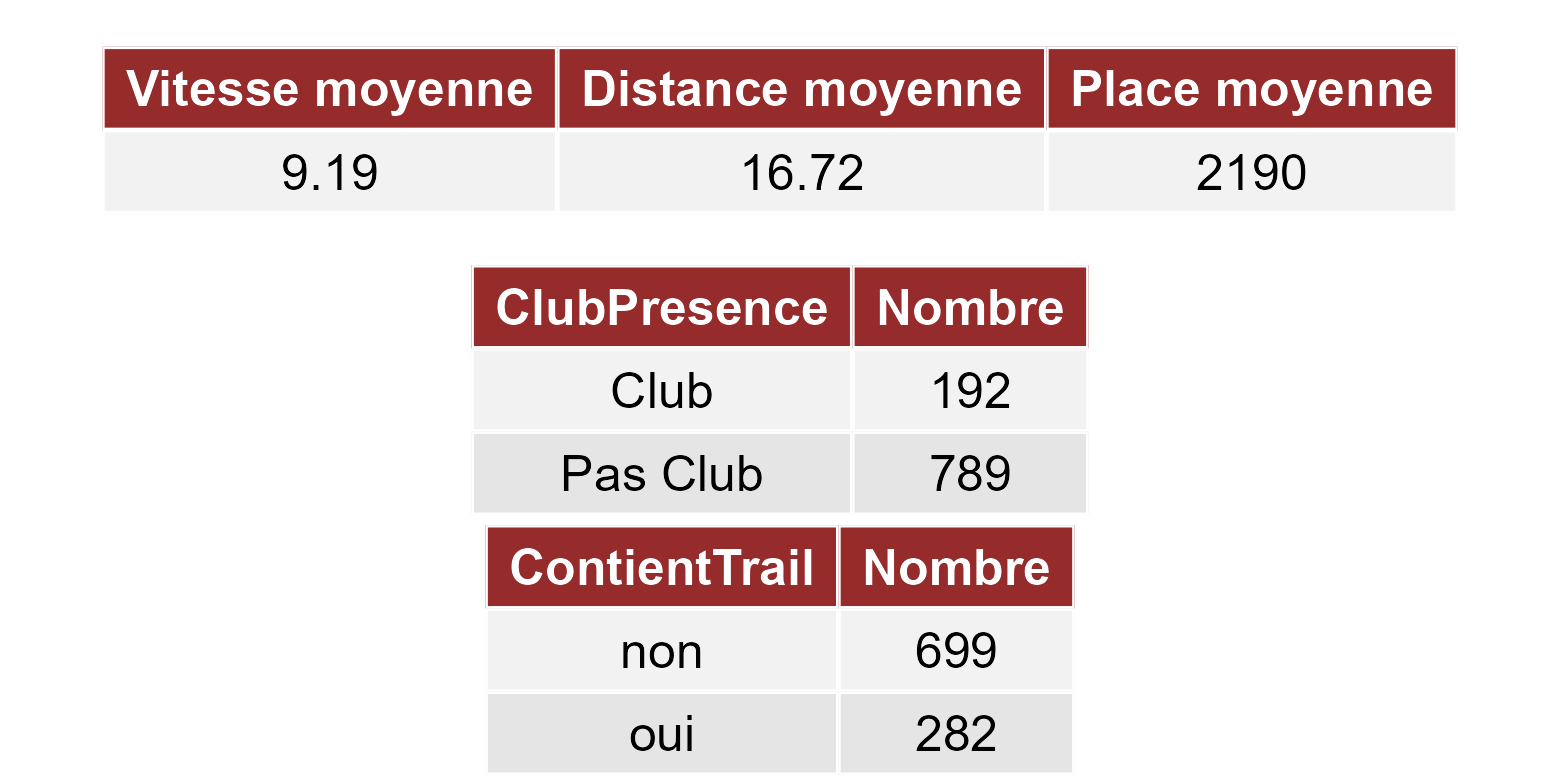 Vitesse moyenne Distance moyenne Place moyenne
9.19 16.72 2190
ClubPresence Nombre
Club 192
Pas Club 789
ContientTrail Nombre
non 699
oui 282